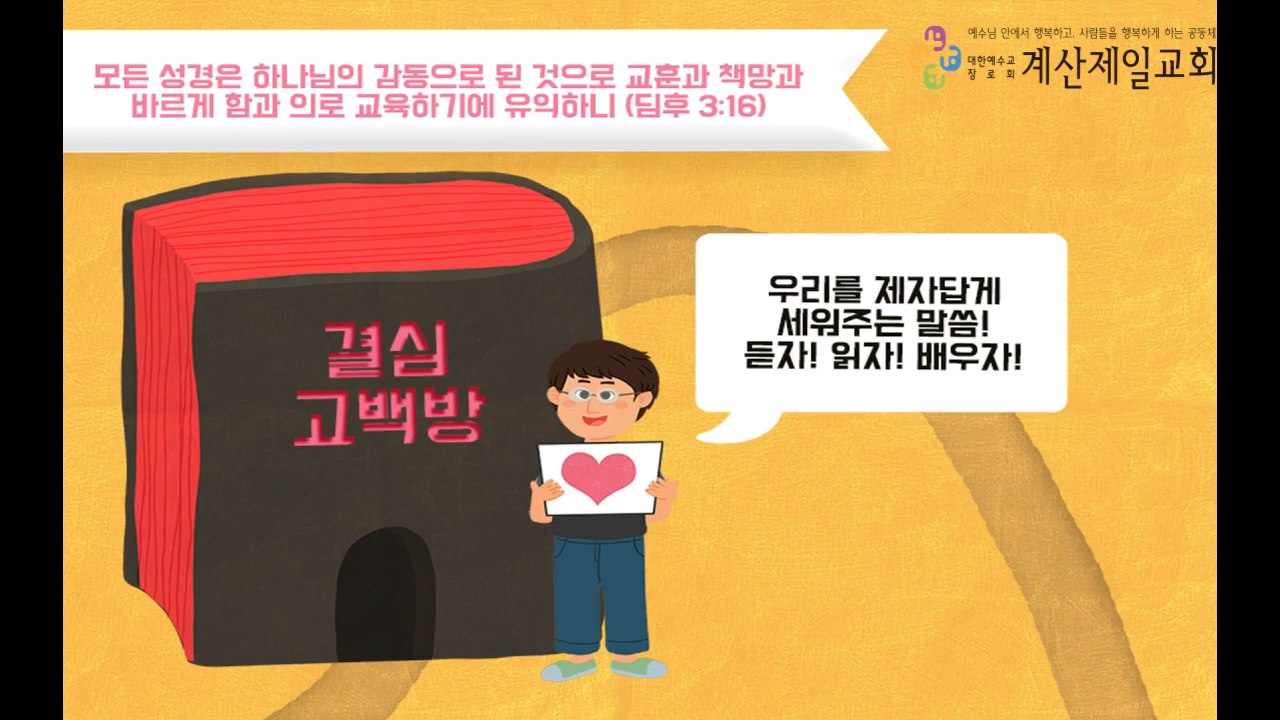 모든 성경은 하나님의 감동으로 된 것으로 교훈과 책망과
바르게 함과 의로 교육하기에 유익하니 (딤후 3:16)
예수님 안에서 행복하고, 사람들을 행복하게 하는 공동체
대한예수교
장로회
계산제일교회
결심
고백방
우리를 제자답게
세워주는 말씀!
듣자! 읽자! 배우자!